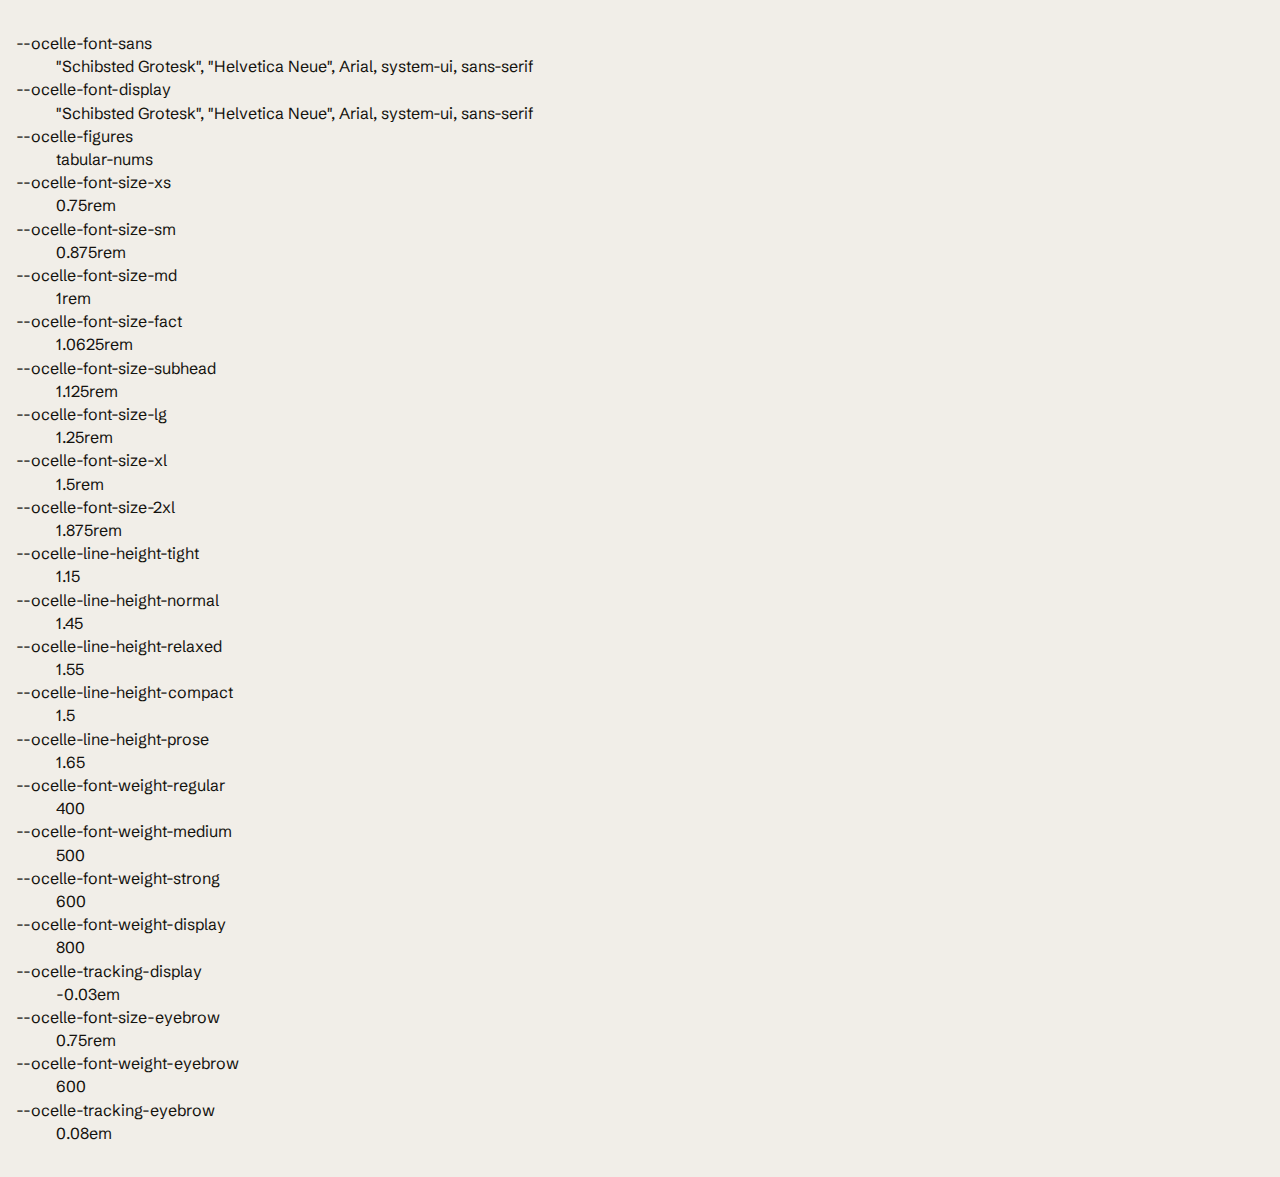 --ocelle-font-sans
"Schibsted Grotesk", "Helvetica Neue", Arial, system-ui, sans-serif
--ocelle-font-display
"Schibsted Grotesk", "Helvetica Neue", Arial, system-ui, sans-serif
--ocelle-figures
tabular-nums
--ocelle-font-size-xs
0.75rem
--ocelle-font-size-sm
0.875rem
--ocelle-font-size-md
1rem
--ocelle-font-size-fact
1.0625rem
--ocelle-font-size-subhead
1.125rem
--ocelle-font-size-lg
1.25rem
--ocelle-font-size-xl
1.5rem
--ocelle-font-size-2xl
1.875rem
--ocelle-line-height-tight
1.15
--ocelle-line-height-normal
1.45
--ocelle-line-height-relaxed
1.55
--ocelle-line-height-compact
1.5
--ocelle-line-height-prose
1.65
--ocelle-font-weight-regular
400
--ocelle-font-weight-medium
500
--ocelle-font-weight-strong
600
--ocelle-font-weight-display
800
--ocelle-tracking-display
-0.03em
--ocelle-font-size-eyebrow
0.75rem
--ocelle-font-weight-eyebrow
600
--ocelle-tracking-eyebrow
0.08em